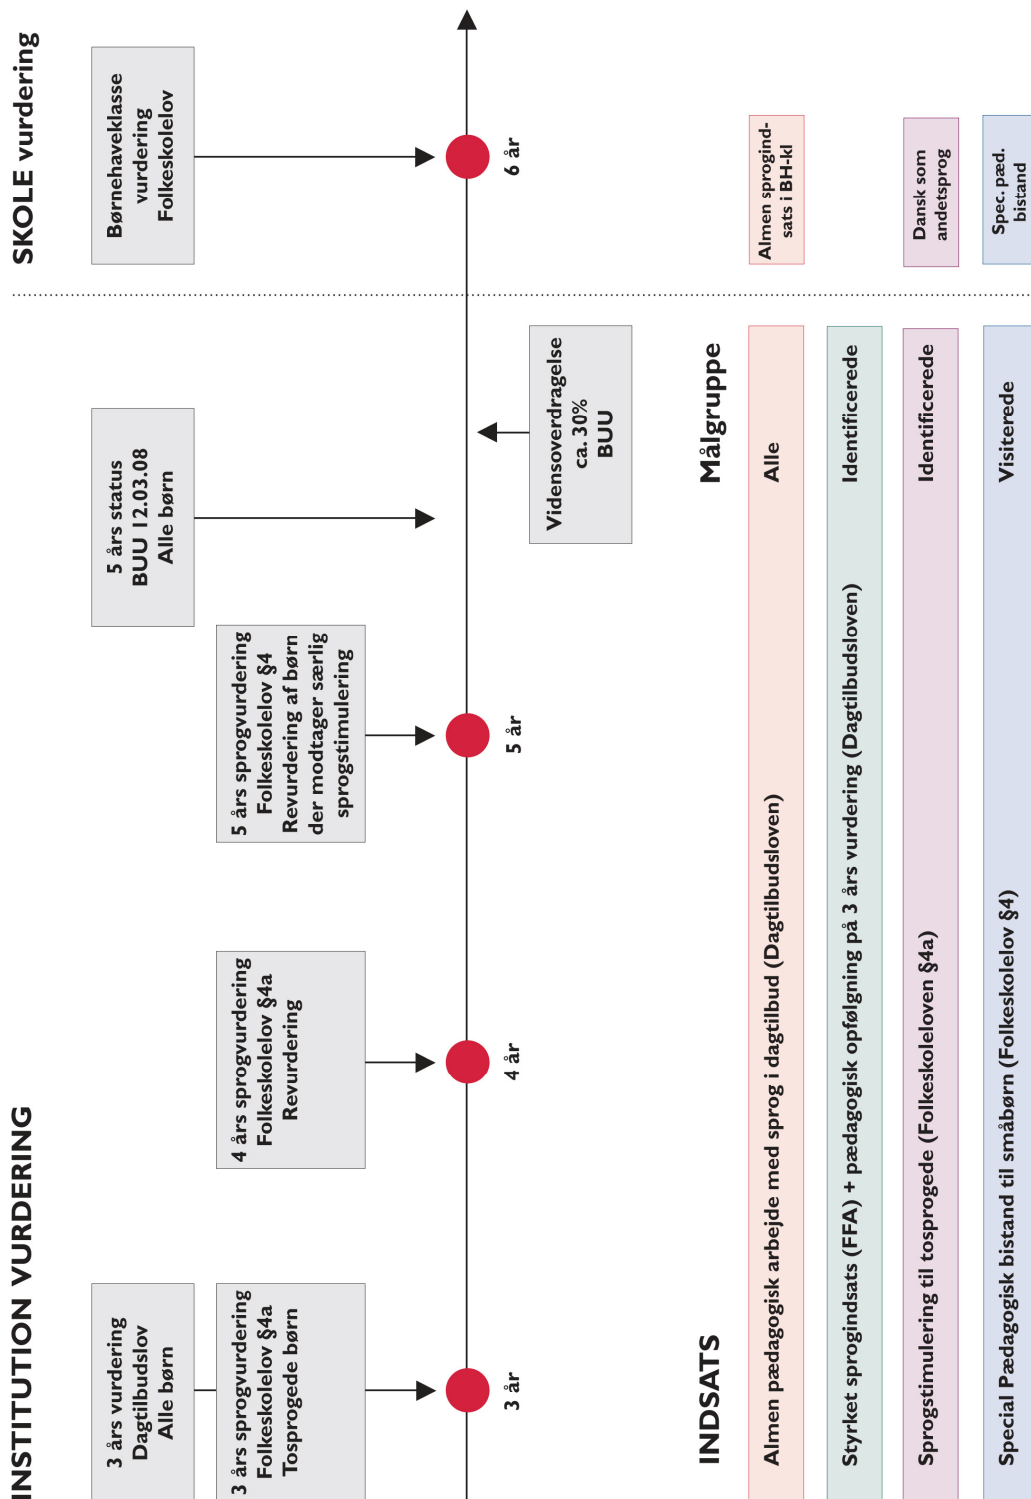 INSTITUTION VURDERING
SKOLE vurdering
3 års vurdering
Dagtilbudslov
Alle børn
3 års sprogvurdering
Folkeskolelov §4a
Tosprogede børn
4 års sprogvurdering
Folkeskolelov §4a
Revurdering
5 års sprogvurdering
Folkeskolelov §4
Revurdering af børn
der modtager særlig
sprogstimulering
5 års status
BUU 12.03.08
Alle børn
Børnehaveklasse
vurdering
Folkeskolelov
3 år
4 år
5 år
6 år
Vidensoverdragelse
ca. 30%
BUU
INDSATS
Målgruppe
Almen pædagogisk arbejde med sprog i dagtilbud (Dagtilbudsloven)
Alle
Almen sprogind-
sats i BH-kl
Styrket sprogindsats (FFA) + pædagogisk opfølgning på 3 års vurdering (Dagtilbudsloven)
Identificerede
Sprogstimulering til tosprogede (Folkeskoleloven §4a)
Identificerede
Dansk som
andetsprog
Special Pædagogisk bistand til småbørn (Folkeskolelov §4)
Visiterede
Spec. pæd.
bistand